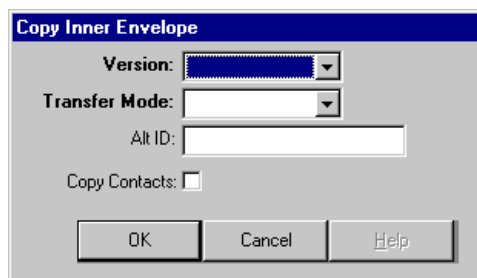 Copy Inner Envelope
Version:
Transfer Mode:
Alt ID:
Copy Contacts:
OK Cancel Help